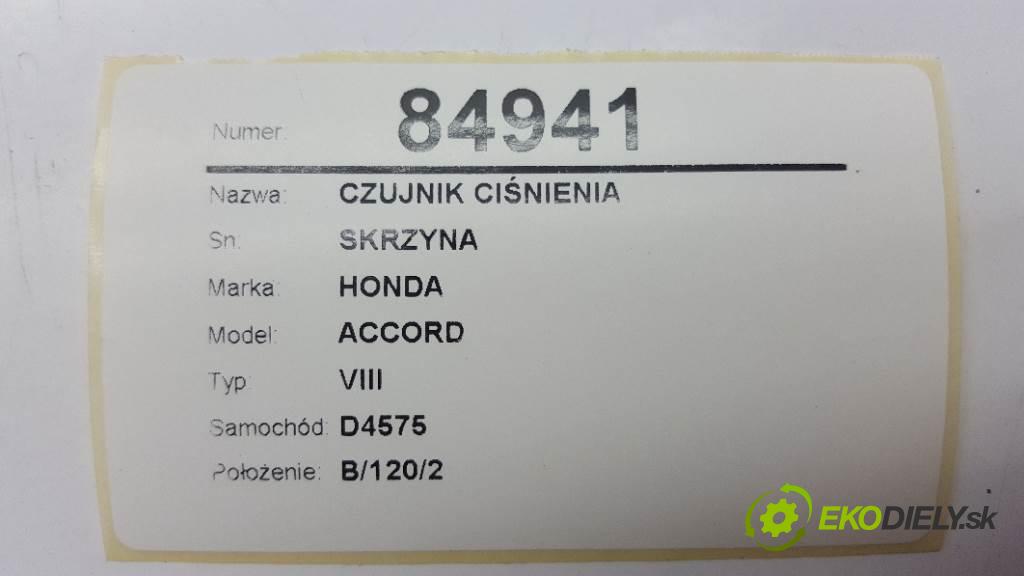 Numer: 84941
Nazwa: CZUJNIK CIŚNIENIA
Sn: SKRZYNA
Marka: HONDA
Model: ACCORD
Typ: VIII
Samochód: D4575
Położenie: B/120/2
EKODIELY.sk